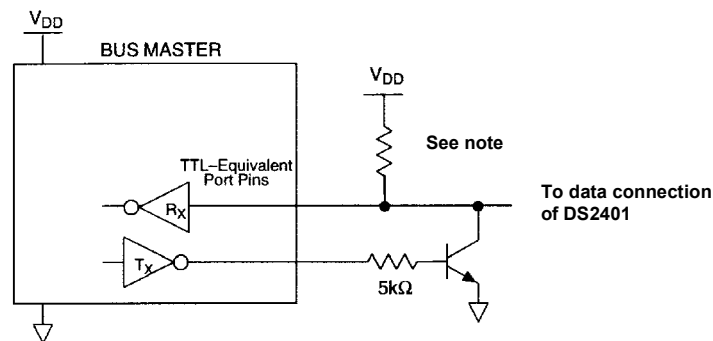 VDD
BUS MASTER
VDD
See note
TTL–Equivalent
Port Pins
RX
To data connection
of DS2401
TX
5kΩ